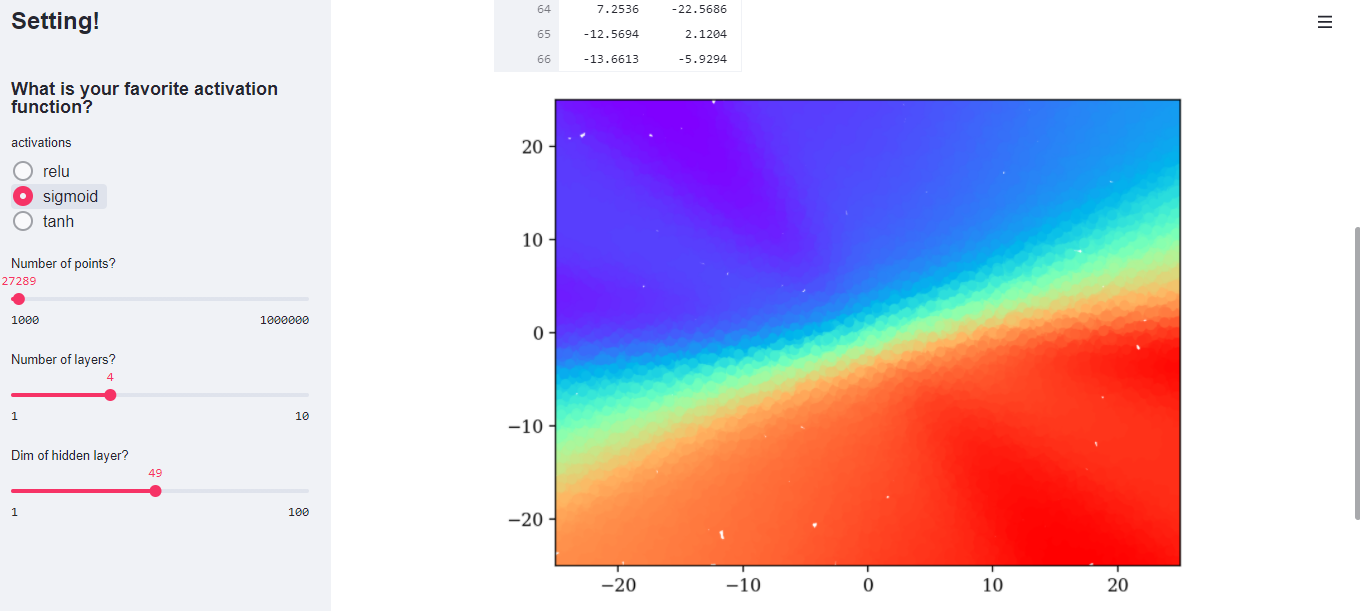 Setting!
What is your favorite activation
function?
activations
relu
sigmoid
tanh
Number of points?
27289
1000 1000000
Number of layers?
4
1 10
Dim of hidden layer?
49
1 100
64 7.2536 -22.5686
65 -12.5694 2.1204
66 -13.6613 -5.9294
20
10
0
−10
−20
−20 −10 0 10 20